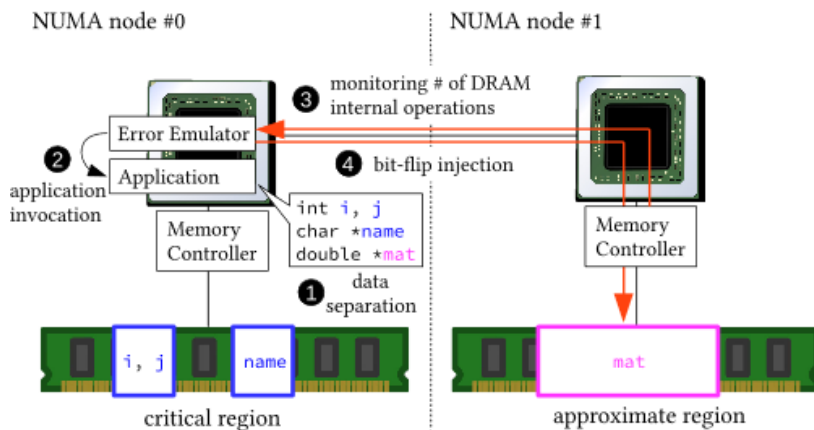 NUMA node #0
NUMA node #1
3
monitoring # of DRAM
internal operations
Error Emulator
2
4
bit-flip injection
Application
application
invocation
int i, j
char *name
double *mat
Memory
Controller
Memory
Controller
1
data
separation
i, j
name
mat
critical region
approximate region